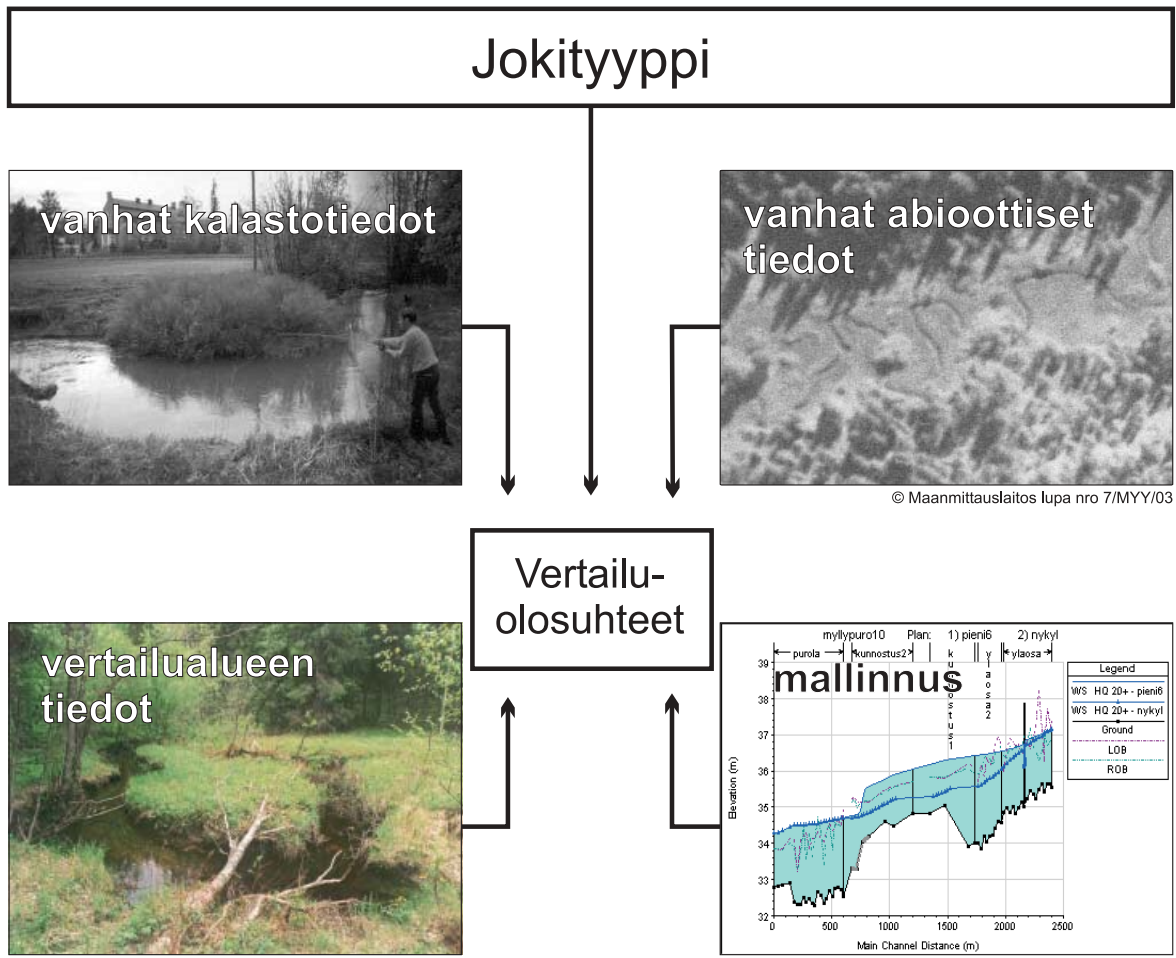 Jokityyppi
vanhat kalastotiedot
vanhat abioottiset
tiedot
© Maanmittauslaitos lupa nro 7/MYY/03
Vertailu-
olosuhteet
vertailualueen
tiedot
mallinnus
myllypuro10 Plan: 1) pieni6 2) nykyl
purola kunnostus2 kunnostus1 ylaosa2 ylaosa
Legend
WS HQ 20+ - pieni6
WS HQ 20+ - nykyl
Ground
LOB
ROB
Elevation (m)
39
38
37
36
35
34
33
32
0 500 1000 1500 2000 2500
Main Channel Distance (m)